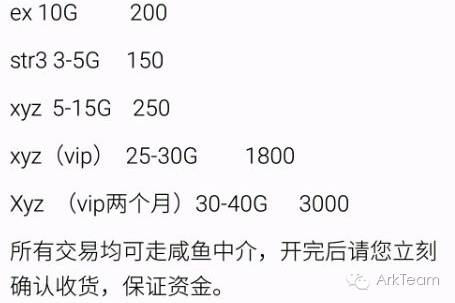 ex 10G 200
str3 3-5G 150
xyz 5-15G 250
xyz（vip） 25-30G 1800
Xyz （vip两个月）30-40G 3000
所有交易均可走咸鱼中介，开完后请您立刻
确认收货，保证资金。
ArkTeam